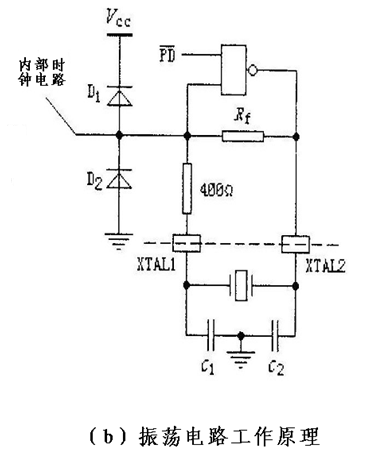 Vcc
内部时
钟电路
D1
PD
Rf
D2
400Ω
XTAL1
XTAL2
C1
C2
(b) 振荡电路工作原理